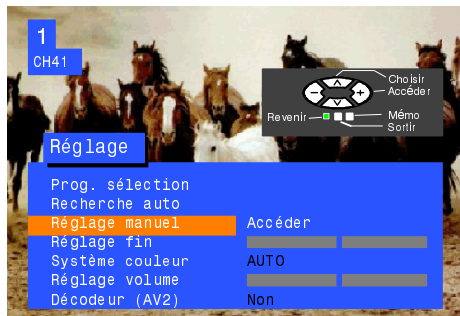 1
CH41
Choisir
Accéder
Revenir
Mémo
Sortir
Réglage
Prog. sélection
Recherche auto
Réglage manuel Accéder
Réglage fin
Système couleur AUTO
Réglage volume
Décodeur (AV2) Non